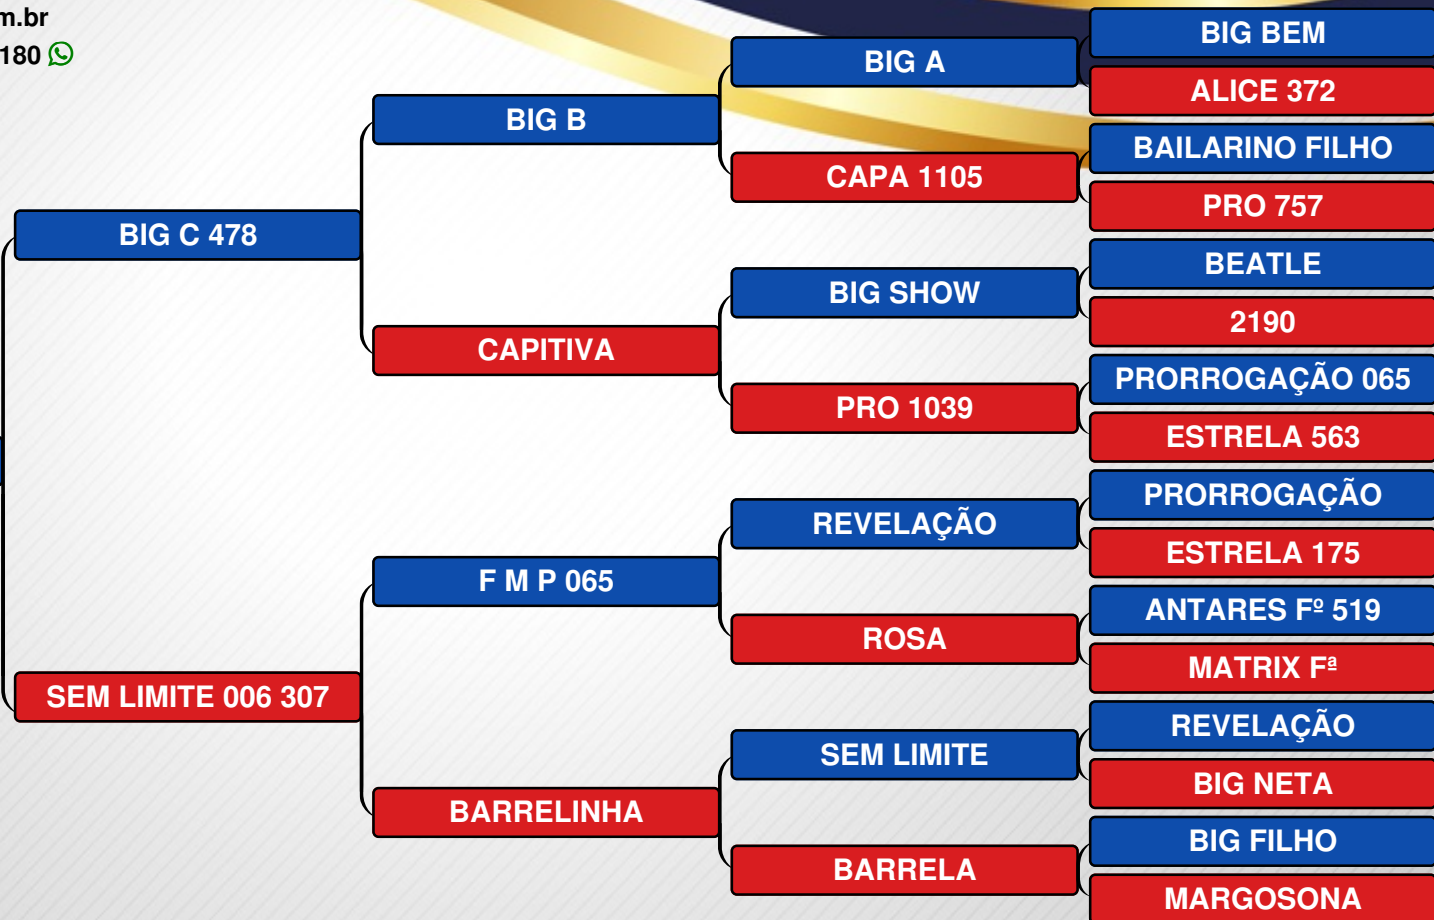 m.br
180
BIG C 478
SEM LIMITE 006 307
BIG B
CAPITIVA
F M P 065
BARRELINHA
BIG A
CAPA 1105
BIG SHOW
PRO 1039
REVELAÇÃO
ROSA
SEM LIMITE
BARRELA
BIG BEM
ALICE 372
BAILARINO FILHO
PRO 757
BEATLE
2190
PRORROGAÇÃO 065
ESTRELA 563
PRORROGAÇÃO
ESTRELA 175
ANTARES Fº 519
MATRIX Fª
REVELAÇÃO
BIG NETA
BIG FILHO
MARGOSONA